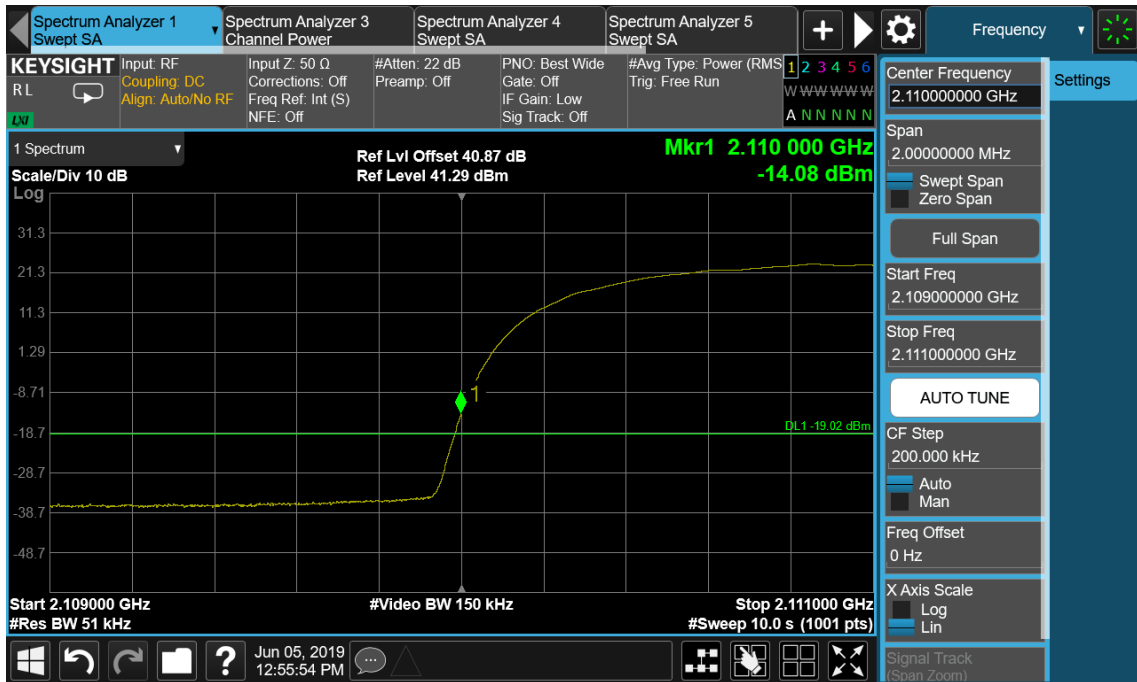 Spectrum Analyzer 1
Swept SA
Spectrum Analyzer 3
Channel Power
Spectrum Analyzer 4
Swept SA
Spectrum Analyzer 5
Swept SA
+
Frequency
KEYSIGHT
RL
LXI
Input: RF
Coupling: DC
Align: Auto/No RF
Input Z: 50 Ω
Corrections: Off
Freq Ref: Int (S)
NFE: Off
#Atten: 22 dB
Preamp: Off
PNO: Best Wide
Gate: Off
IF Gain: Low
Sig Track: Off
#Avg Type: Power (RMS
Trig: Free Run
1 2 3 4 5 6
W W W W W W
A N N N N N
1 Spectrum
Scale/Div 10 dB
Log
Ref Lvl Offset 40.87 dB
Ref Level 41.29 dBm
Mkr1 2.110 000 GHz
-14.08 dBm
31.3
21.3
11.3
1.29
-8.71
-18.7
-28.7
-38.7
-48.7
1
DL1 -19.02 dBm
Start 2.109000 GHz
#Res BW 51 kHz
#Video BW 150 kHz
Stop 2.111000 GHz
#Sweep 10.0 s (1001 pts)
Center Frequency
2.110000000 GHz
Span
2.00000000 MHz
Swept Span
Zero Span
Full Span
Start Freq
2.109000000 GHz
Stop Freq
2.111000000 GHz
AUTO TUNE
CF Step
200.000 kHz
Auto
Man
Freq Offset
0 Hz
X Axis Scale
Log
Lin
Signal Track
(Span Zoom)
Settings
?
Jun 05, 2019
12:55:54 PM